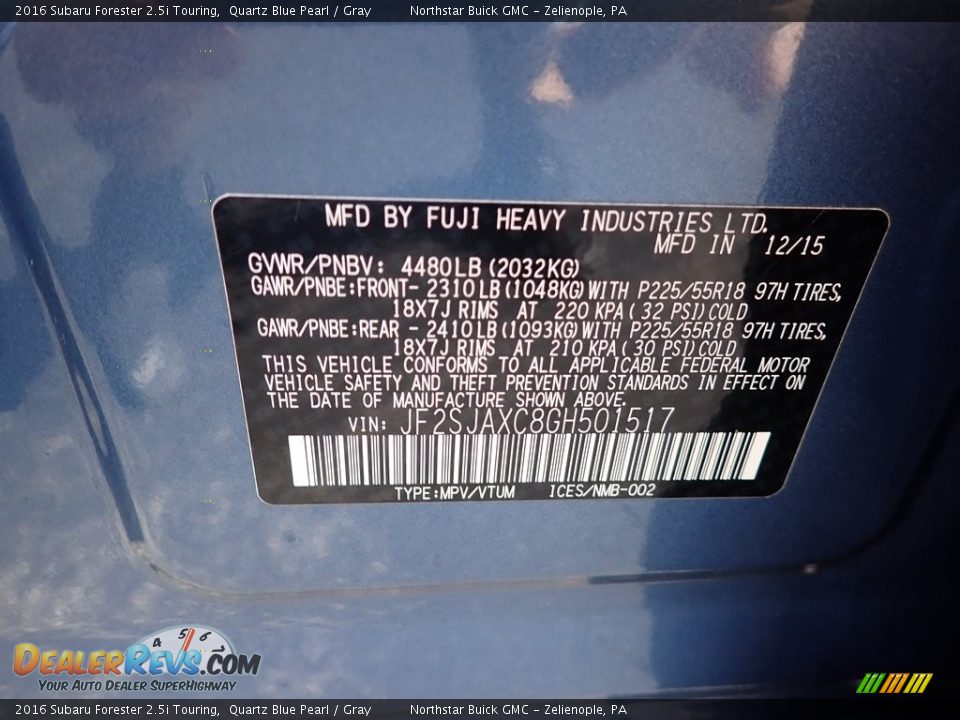 2016 Subaru Forester 2.5i Touring,  Quartz Blue Pearl / Gray     Northstar Buick GMC - Zelienople, PA
MFD BY FUJI HEAVY INDUSTRIES LTD.
MFD IN 12/15
GVWR/PNBV: 4480LB (2032KG)
GAWR/PNBE:FRONT- 2310LB (1048KG) WITH P225/55R18 97H TIRES,
18X7J RIMS AT 220 KPA ( 32 PSI) COLD
GAWR/PNBE:REAR - 2410LB (1093KG) WITH P225/55R18 97H TIRES,
18X7J RIMS AT 210 KPA ( 30 PSI) COLD
THIS VEHICLE CONFORMS TO ALL APPLICABLE FEDERAL MOTOR
VEHICLE SAFETY AND THEFT PREVENTION STANDARDS IN EFFECT ON
THE DATE OF MANUFACTURE SHOWN ABOVE.
VIN: JF2SJAXC8GH501517
TYPE:MPV/VTUM ICES/NMB-002
4 5 6
DealerRevs.com
Your Auto Dealer SuperHighway
2016 Subaru Forester 2.5i Touring,  Quartz Blue Pearl / Gray     Northstar Buick GMC - Zelienople, PA